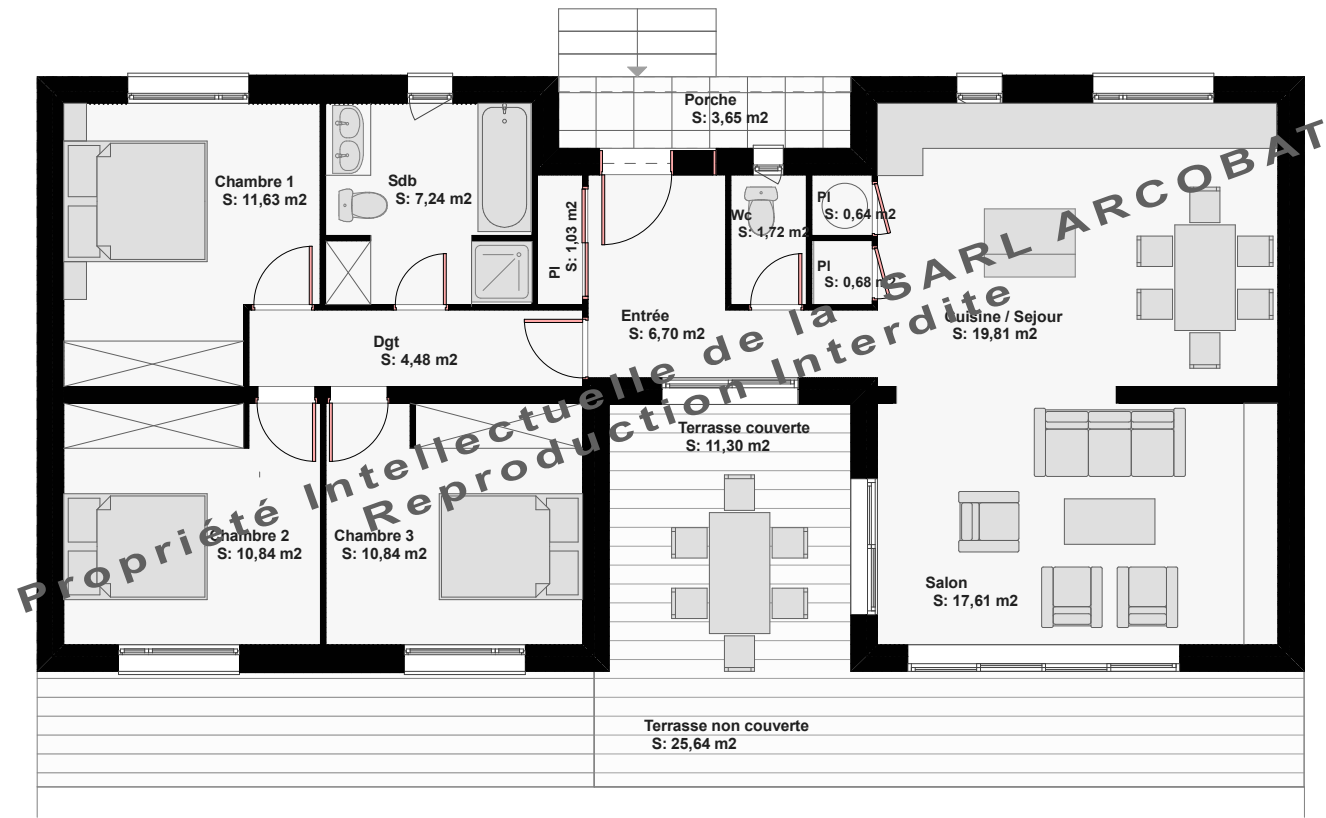 Porche
S: 3,65 m2
Chambre 1
S: 11,63 m2
Sdb
S: 7,24 m2
Pl
S: 1,03 m2
Wc
S: 1,72 m2
Pl
S: 0,64 m2
Pl
S: 0,68 m2
Entrée
S: 6,70 m2
Cuisine / Sejour
S: 19,81 m2
Dgt
S: 4,48 m2
Terrasse couverte
S: 11,30 m2
Chambre 2
S: 10,84 m2
Chambre 3
S: 10,84 m2
Salon
S: 17,61 m2
Terrasse non couverte
S: 25,64 m2
Propriété Intellectuelle de la SARL ARCOBAT
Reproduction Interdite